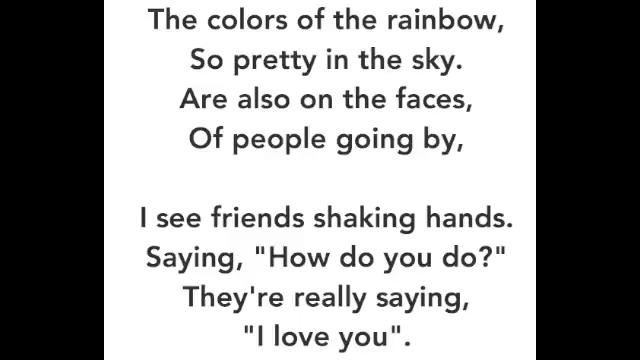 The colors of the rainbow,
So pretty in the sky.
Are also on the faces,
Of people going by,
I see friends shaking hands.
Saying, "How do you do?"
They're really saying,
"I love you".